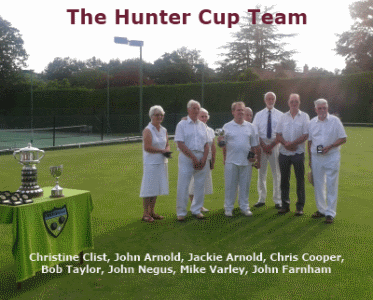 The Hunter Cup Team
Christine Clist, John Arnold, Jackie Arnold, Chris Cooper,
Bob Taylor, John Negus, Mike Varley, John Farnham